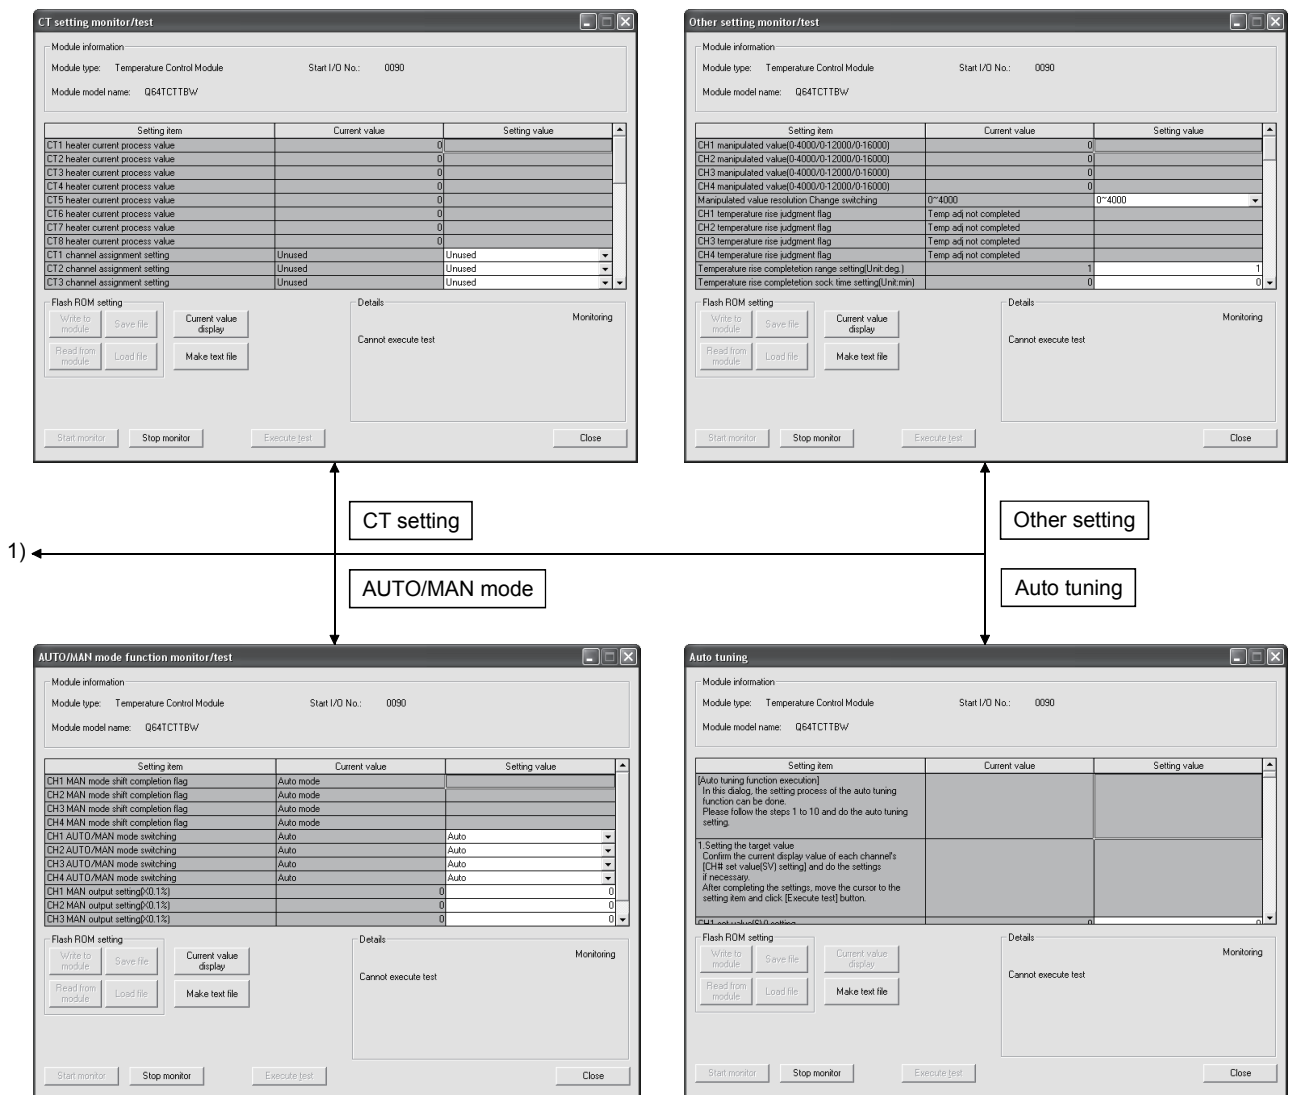 CT setting monitor/test
Module information
Module type: Temperature Control Module Start I/O No.: 0090
Module model name: Q64TCTTBW
Setting item Current value Setting value
CT1 heater current process value 0
CT2 heater current process value 0
CT3 heater current process value 0
CT4 heater current process value 0
CT5 heater current process value 0
CT6 heater current process value 0
CT7 heater current process value 0
CT8 heater current process value 0
CT1 channel assignment setting Unused Unused
CT2 channel assignment setting Unused Unused
CT3 channel assignment setting Unused Unused
Flash ROM setting
Write to module
Save file
Current value display
Read from module
Load file
Make text file
Details
Monitoring
Cannot execute test
Start monitor
Stop monitor
Execute test
Close
Other setting monitor/test
Module information
Module type: Temperature Control Module Start I/O No.: 0090
Module model name: Q64TCTTBW
Setting item Current value Setting value
CH1 manipulated value(0-4000/0-12000/0-16000) 0
CH2 manipulated value(0-4000/0-12000/0-16000) 0
CH3 manipulated value(0-4000/0-12000/0-16000) 0
CH4 manipulated value(0-4000/0-12000/0-16000) 0
Manipulated value resolution Change switching 0~4000 0~4000
CH1 temperature rise judgment flag Temp adj not completed
CH2 temperature rise judgment flag Temp adj not completed
CH3 temperature rise judgment flag Temp adj not completed
CH4 temperature rise judgment flag Temp adj not completed
Temperature rise completetion range setting(Unit:deg.) 1 1
Temperature rise completetion sock time setting(Unit:min) 0 0
Flash ROM setting
Write to module
Save file
Current value display
Read from module
Load file
Make text file
Details
Monitoring
Cannot execute test
Start monitor
Stop monitor
Execute test
Close
CT setting
Other setting
1)
AUTO/MAN mode
Auto tuning
AUTO/MAN mode function monitor/test
Module information
Module type: Temperature Control Module Start I/O No.: 0090
Module model name: Q64TCTTBW
Setting item Current value Setting value
CH1 MAN mode shift completion flag Auto mode
CH2 MAN mode shift completion flag Auto mode
CH3 MAN mode shift completion flag Auto mode
CH4 MAN mode shift completion flag Auto mode
CH1 AUTO/MAN mode switching Auto Auto
CH2 AUTO/MAN mode switching Auto Auto
CH3 AUTO/MAN mode switching Auto Auto
CH4 AUTO/MAN mode switching Auto Auto
CH1 MAN output setting(X0.1%) 0 0
CH2 MAN output setting(X0.1%) 0 0
CH3 MAN output setting(X0.1%) 0 0
Flash ROM setting
Write to module
Save file
Current value display
Read from module
Load file
Make text file
Details
Monitoring
Cannot execute test
Start monitor
Stop monitor
Execute test
Close
Auto tuning
Module information
Module type: Temperature Control Module Start I/O No.: 0090
Module model name: Q64TCTTBW
Setting item Current value Setting value
[Auto tuning function execution]
In this dialog, the setting process of the auto tuning
function can be done.
Please follow the steps 1 to 10 and do the auto tuning
setting.
1.Setting the target value
Confirm the current display value of each channel's
[CH# set value(SV) setting] and do the settings
if necessary.
After completing the settings, move the cursor to the
setting item and click [Execute test] button.
CH1 set value(SV) setting 0 0
Flash ROM setting
Write to module
Save file
Current value display
Read from module
Load file
Make text file
Details
Monitoring
Cannot execute test
Start monitor
Stop monitor
Execute test
Close